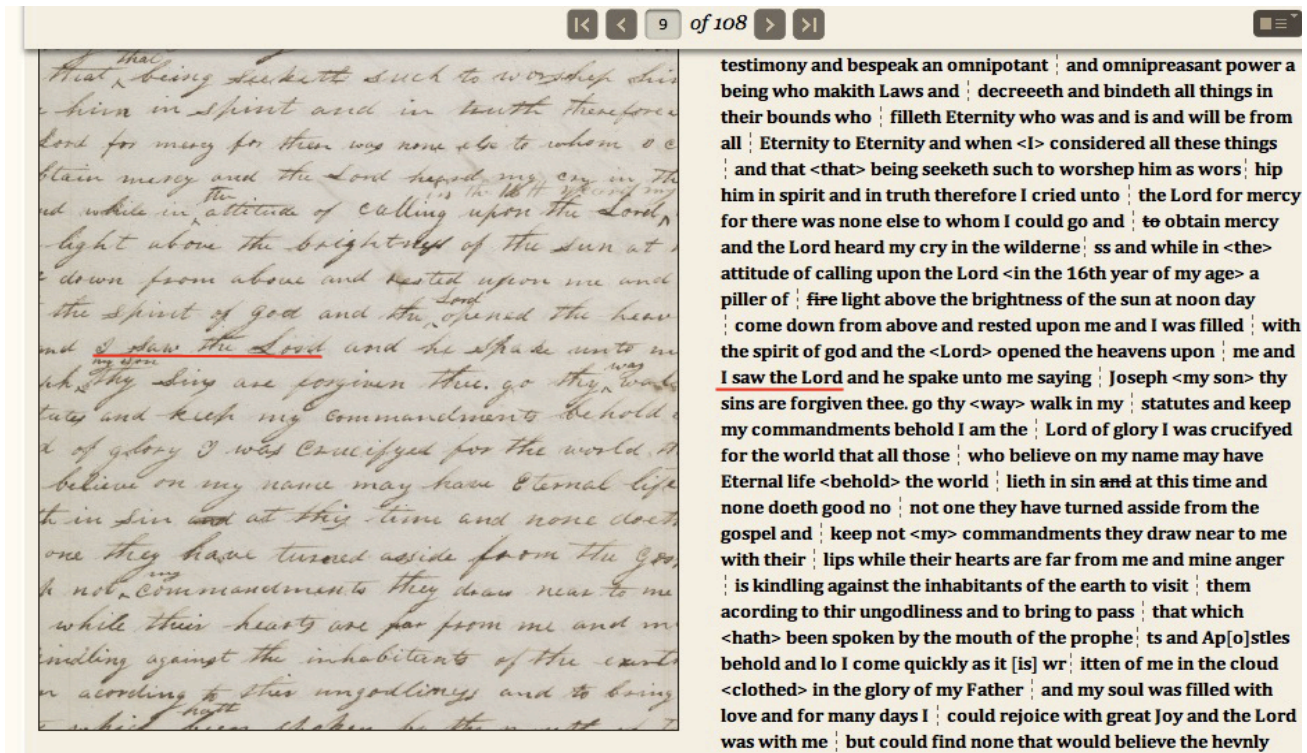 9 of 108
that
that being seeketh such to worshep him
him in spirit and in truth therefore
Lord for mercy for there was none else to whom I c
btain mercy and the Lord heard my cry in th
in the 16th year of my
the
nd while in attitude of calling upon the Lord
light above the brightness of the sun at
down from above and rested upon me and
Lord
the spirit of god and the opened the heav
nd I saw the Lord and he spake unto m
my son was
ph thy sins are forgiven thee. go thy walk
tutes and keep my commandments behold
of glory I was crucifyed for the world
believe on my name may have Eternal life
th in sin and at this time and none doeth
one they have turned asside from the gos
my
not commandments they draw near to me
while their hearts are far from me and m
indling against the inhabitants of the earth
acording to thir ungodliness and to bring
hath
which been spoken by the mouth
testimony and bespeak an omnipotant ¦ and omnipreasant power a
being who makith Laws and ¦ decreeeth and bindeth all things in
their bounds who ¦ filleth Eternity who was and is and will be from
all ¦ Eternity to Eternity and when <I> considered all these things
¦ and that <that> being seeketh such to worshep him as wors¦ hip
him in spirit and in truth therefore I cried unto ¦ the Lord for mercy
for there was none else to whom I could go and ¦ to obtain mercy
and the Lord heard my cry in the wilderne¦ ss and while in <the>
attitude of calling upon the Lord <in the 16th year of my age> a
piller of ¦ fire light above the brightness of the sun at noon day
¦ come down from above and rested upon me and I was filled ¦ with
the spirit of god and the <Lord> opened the heavens upon ¦ me and
I saw the Lord and he spake unto me saying ¦ Joseph <my son> thy
sins are forgiven thee. go thy <way> walk in my ¦ statutes and keep
my commandments behold I am the ¦ Lord of glory I was crucifyed
for the world that all those ¦ who believe on my name may have
Eternal life <behold> the world ¦ lieth in sin and at this time and
none doeth good no ¦ not one they have turned asside from the
gospel and ¦ keep not <my> commandments they draw near to me
with their ¦ lips while their hearts are far from me and mine anger
¦ is kindling against the inhabitants of the earth to visit ¦ them
acording to thir ungodliness and to bring to pass ¦ that which
<hath> been spoken by the mouth of the prophe¦ ts and Ap[o]stles
behold and lo I come quickly as it [is] wr¦ itten of me in the cloud
<clothed> in the glory of my Father ¦ and my soul was filled with
love and for many days I ¦ could rejoice with great Joy and the Lord
was with me ¦ but could find none that would believe the hevnly